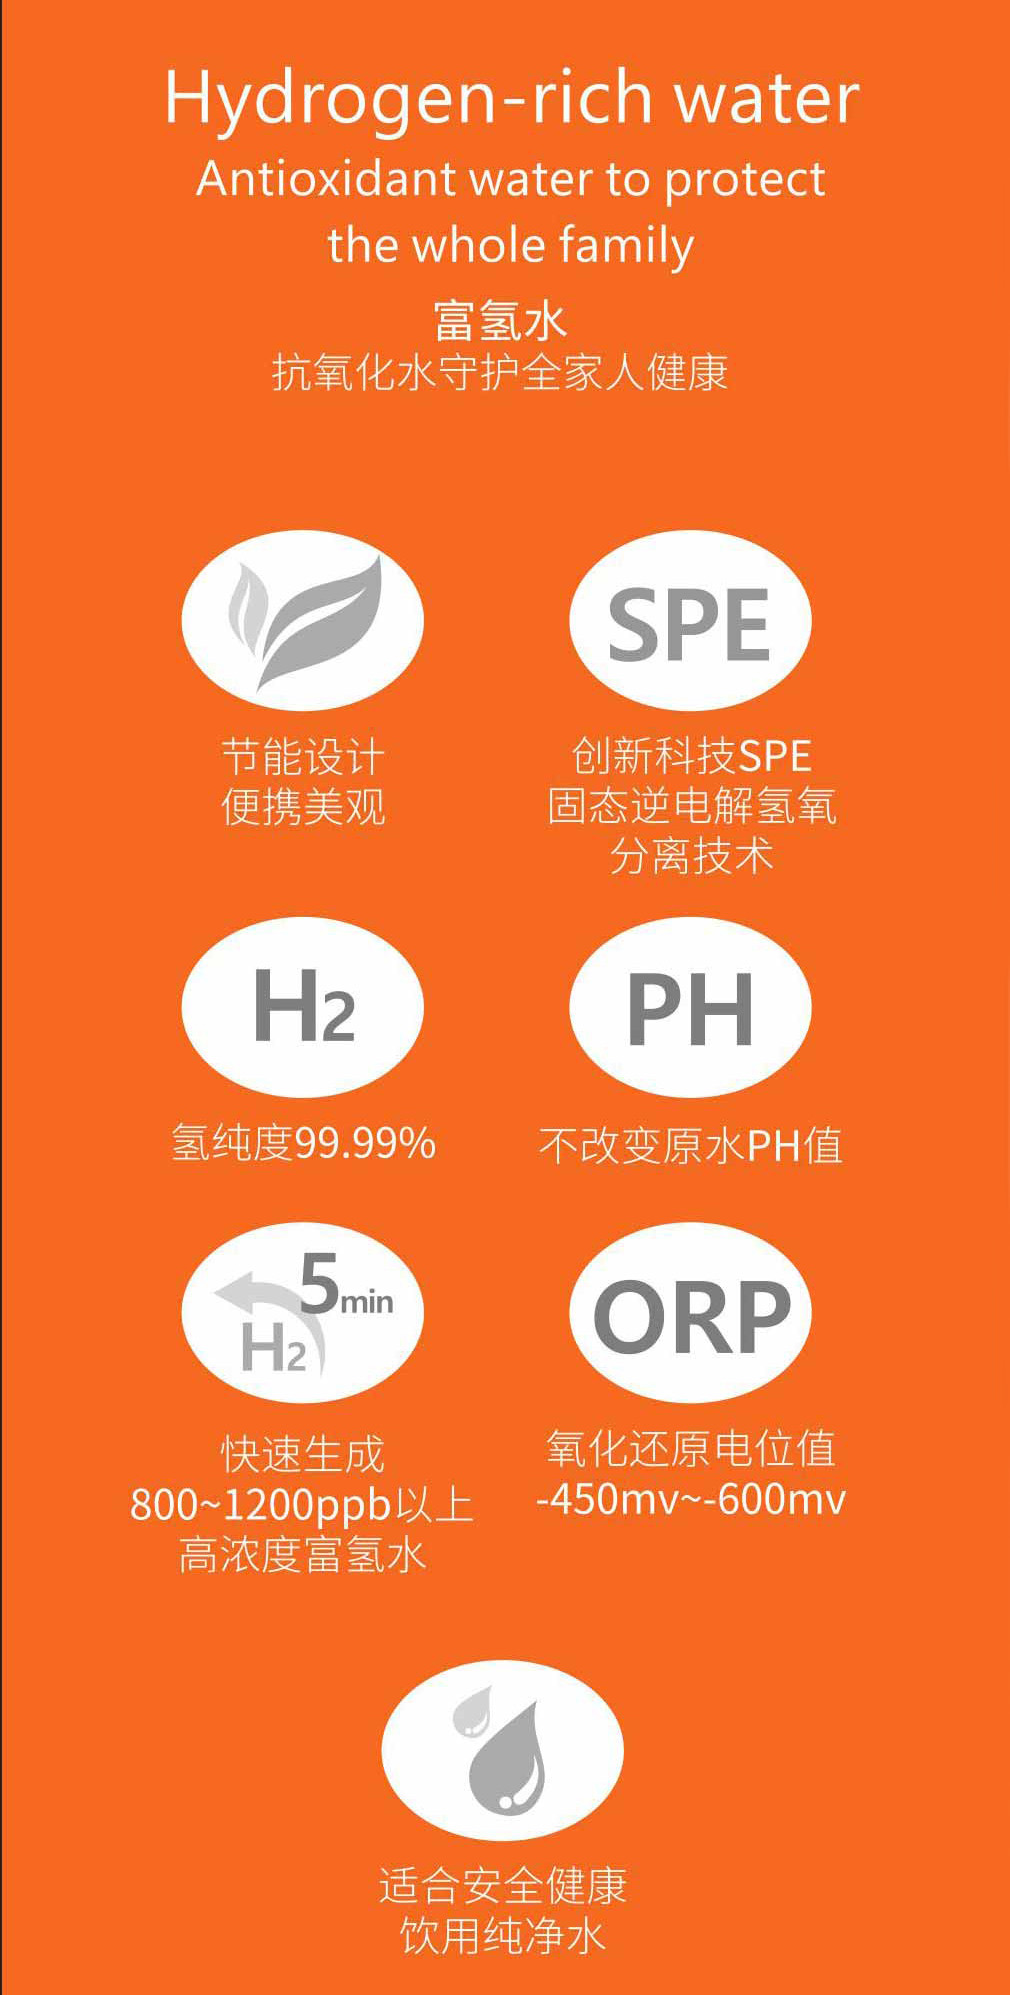 Hydrogen-rich water
Antioxidant water to protect
the whole family
富氢水
抗氧化水守护全家人健康
节能设计
便携美观
SPE
创新科技SPE
固态逆电解氢氧
分离技术
H2
氢纯度99.99%
PH
不改变原水PH值
5min
H2
快速生成
800~1200ppb以上
高浓度富氢水
ORP
氧化还原电位值
-450mv~-600mv
适合安全健康
饮用纯净水